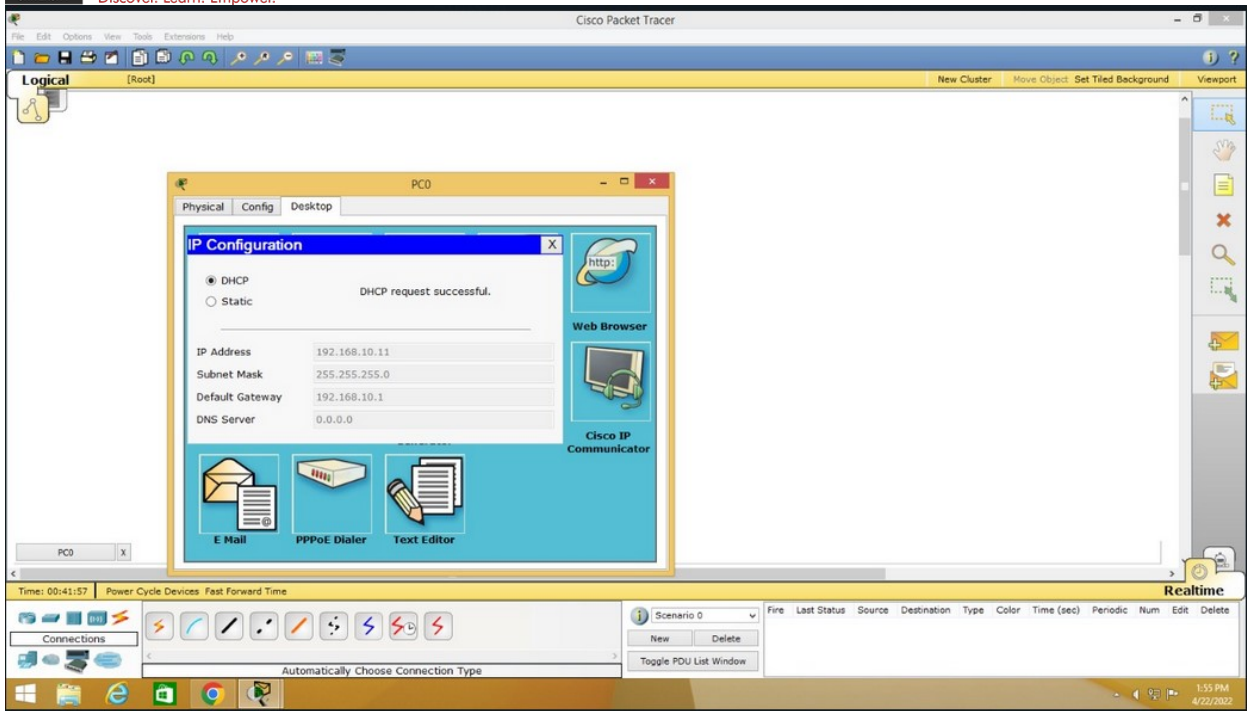 Discover. Learn. Empower.
Cisco Packet Tracer
File Edit Options View Tools Extensions Help
Logical [Root] New Cluster Move Object Set Tiled Background Viewport
PC0
Physical Config Desktop
IP Configuration X
http:
DHCP
DHCP request successful.
Static
Web Browser
IP Address 192.168.10.11
Subnet Mask 255.255.255.0
Default Gateway 192.168.10.1
DNS Server 0.0.0.0
Cisco IP
Communicator
E Mail PPPoE Dialer Text Editor
PC0 X
Time: 00:41:57 Power Cycle Devices Fast Forward Time Realtime
Scenario 0 Fire Last Status Source Destination Type Color Time (sec) Periodic Num Edit Delete
Connections New Delete
Toggle PDU List Window
Automatically Choose Connection Type
1:55 PM
4/22/2022